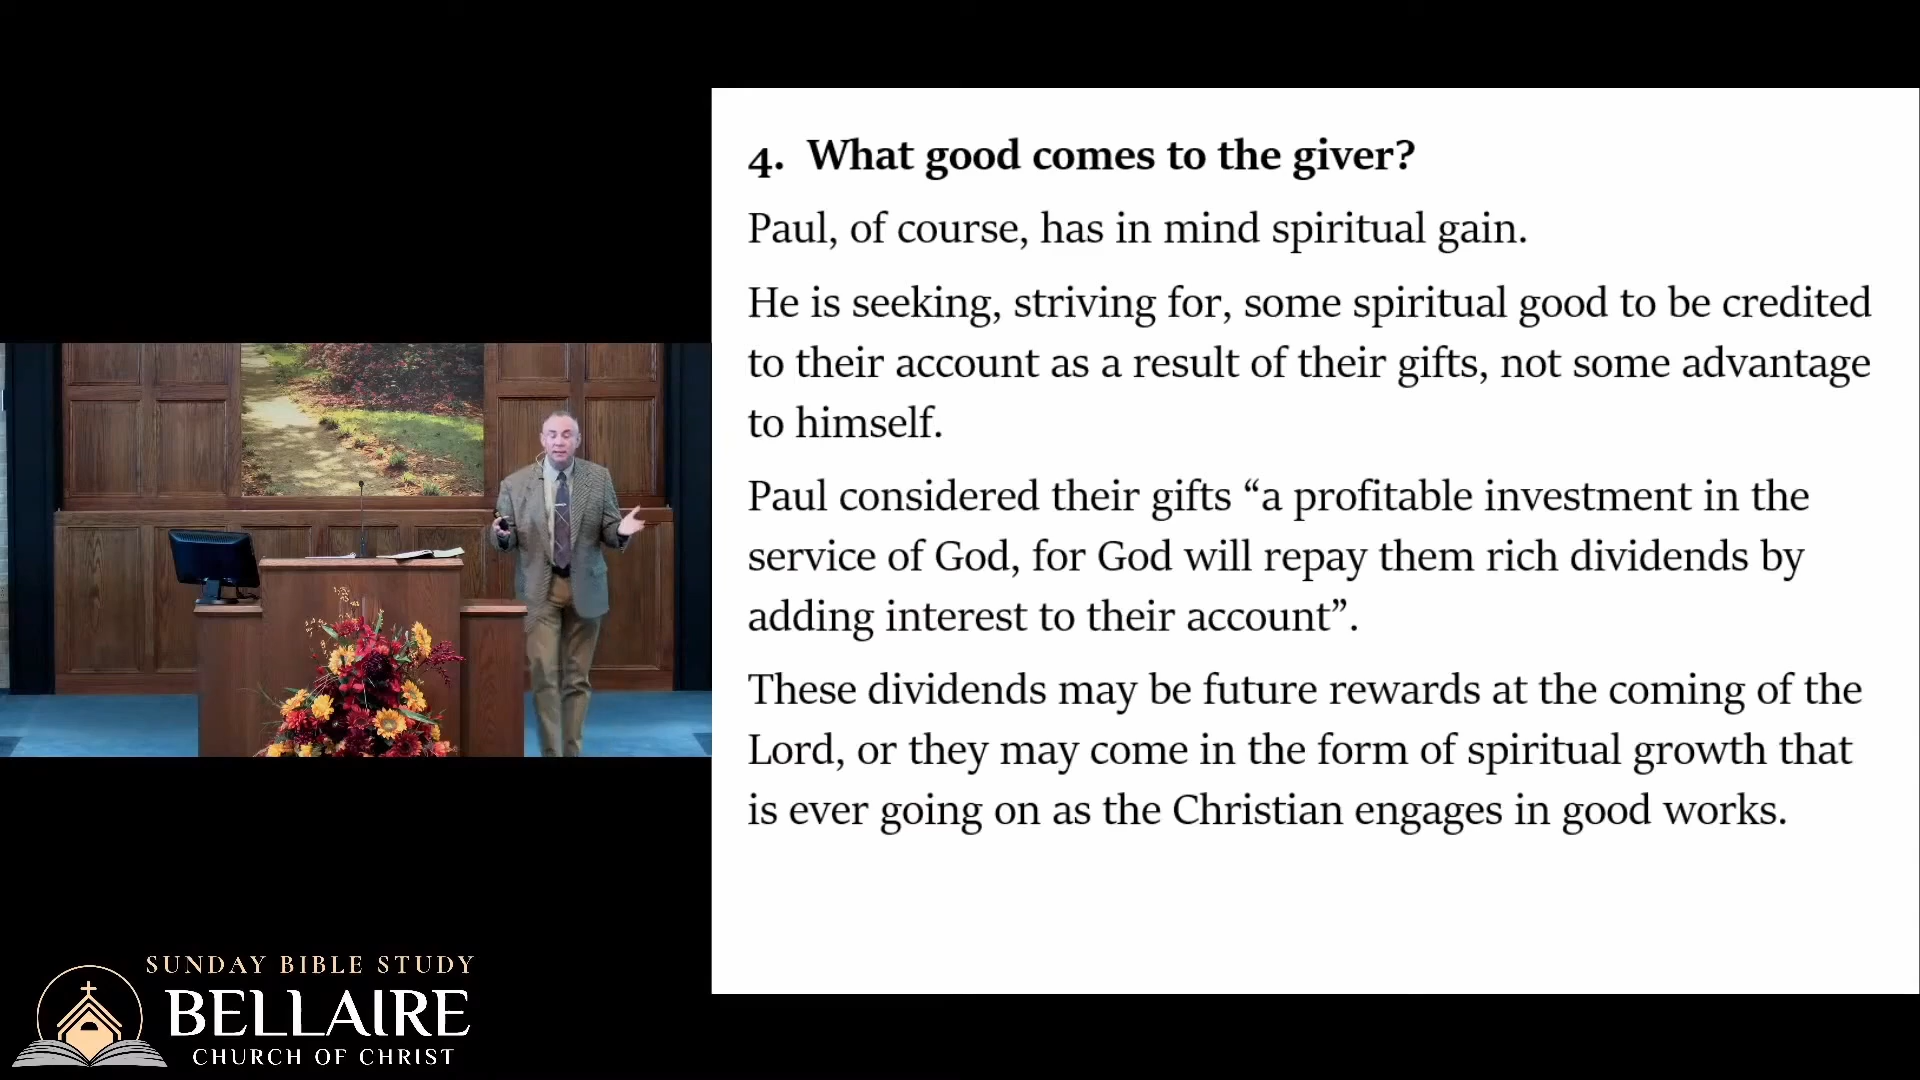 4. What good comes to the giver?
Paul, of course, has in mind spiritual gain.
He is seeking, striving for, some spiritual good to be credited
to their account as a result of their gifts, not some advantage
to himself.
Paul considered their gifts “a profitable investment in the
service of God, for God will repay them rich dividends by
adding interest to their account”.
These dividends may be future rewards at the coming of the
Lord, or they may come in the form of spiritual growth that
is ever going on as the Christian engages in good works.
SUNDAY BIBLE STUDY
BELLAIRE
CHURCH OF CHRIST